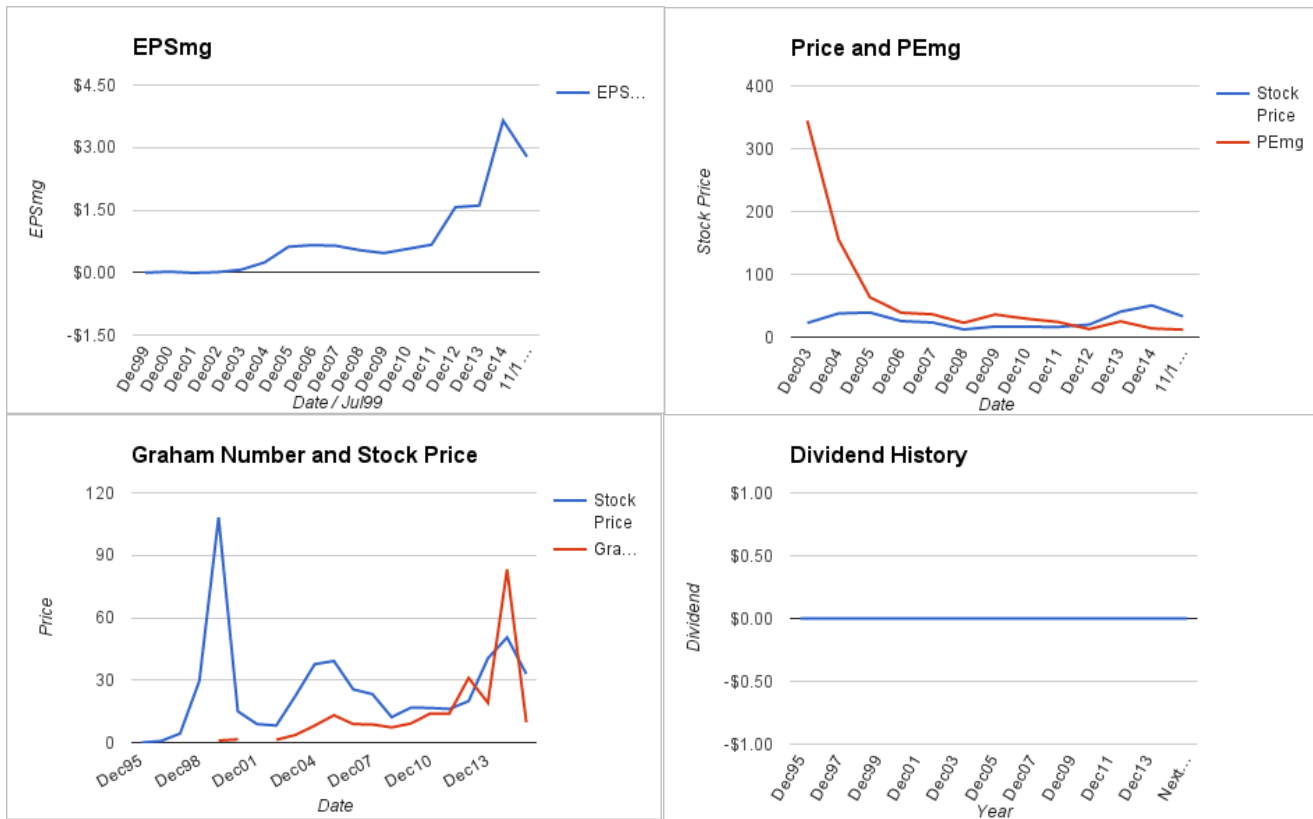 EPSmg
$4.50
$3.00
$1.50
$0.00
-$1.50
EPSmg
Dec99
Dec00
Dec01
Dec02
Dec03
Dec04
Dec05
Dec06
Dec07
Dec08
Dec09
Dec10
Dec11
Dec12
Dec13
Dec14
11/1...
Date / Jul99
EPS...
Price and PEmg
400
300
200
100
0
Stock Price
Dec03
Dec04
Dec05
Dec06
Dec07
Dec08
Dec09
Dec10
Dec11
Dec12
Dec13
Dec14
11/1...
Date
Stock
Price
PEmg
Graham Number and Stock Price
120
90
60
30
0
Price
Dec95
Dec98
Dec01
Dec04
Dec07
Dec10
Dec13
Date
Stock
Price
Gra...
Dividend History
$1.00
$0.50
$0.00
-$0.50
-$1.00
Dividend
Dec95
Dec97
Dec99
Dec01
Dec03
Dec05
Dec07
Dec09
Dec11
Dec13
Next...
Year